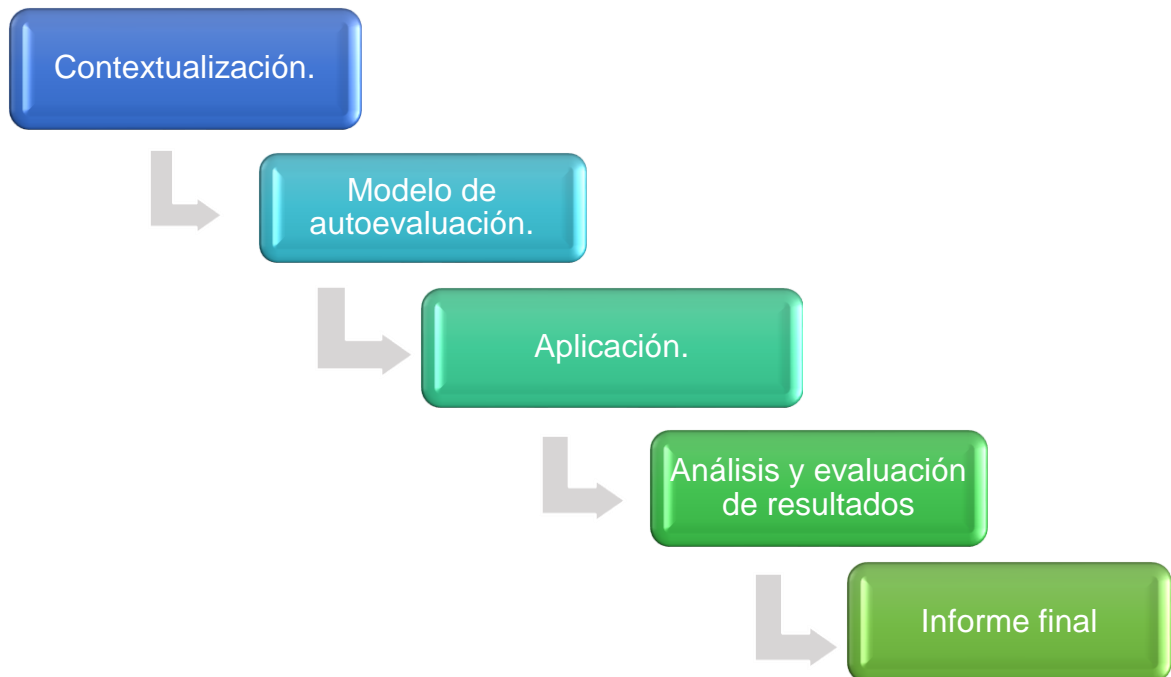 Contextualización.
Modelo de
autoevaluación.
Aplicación.
Análisis y evaluación
de resultados
Informe final